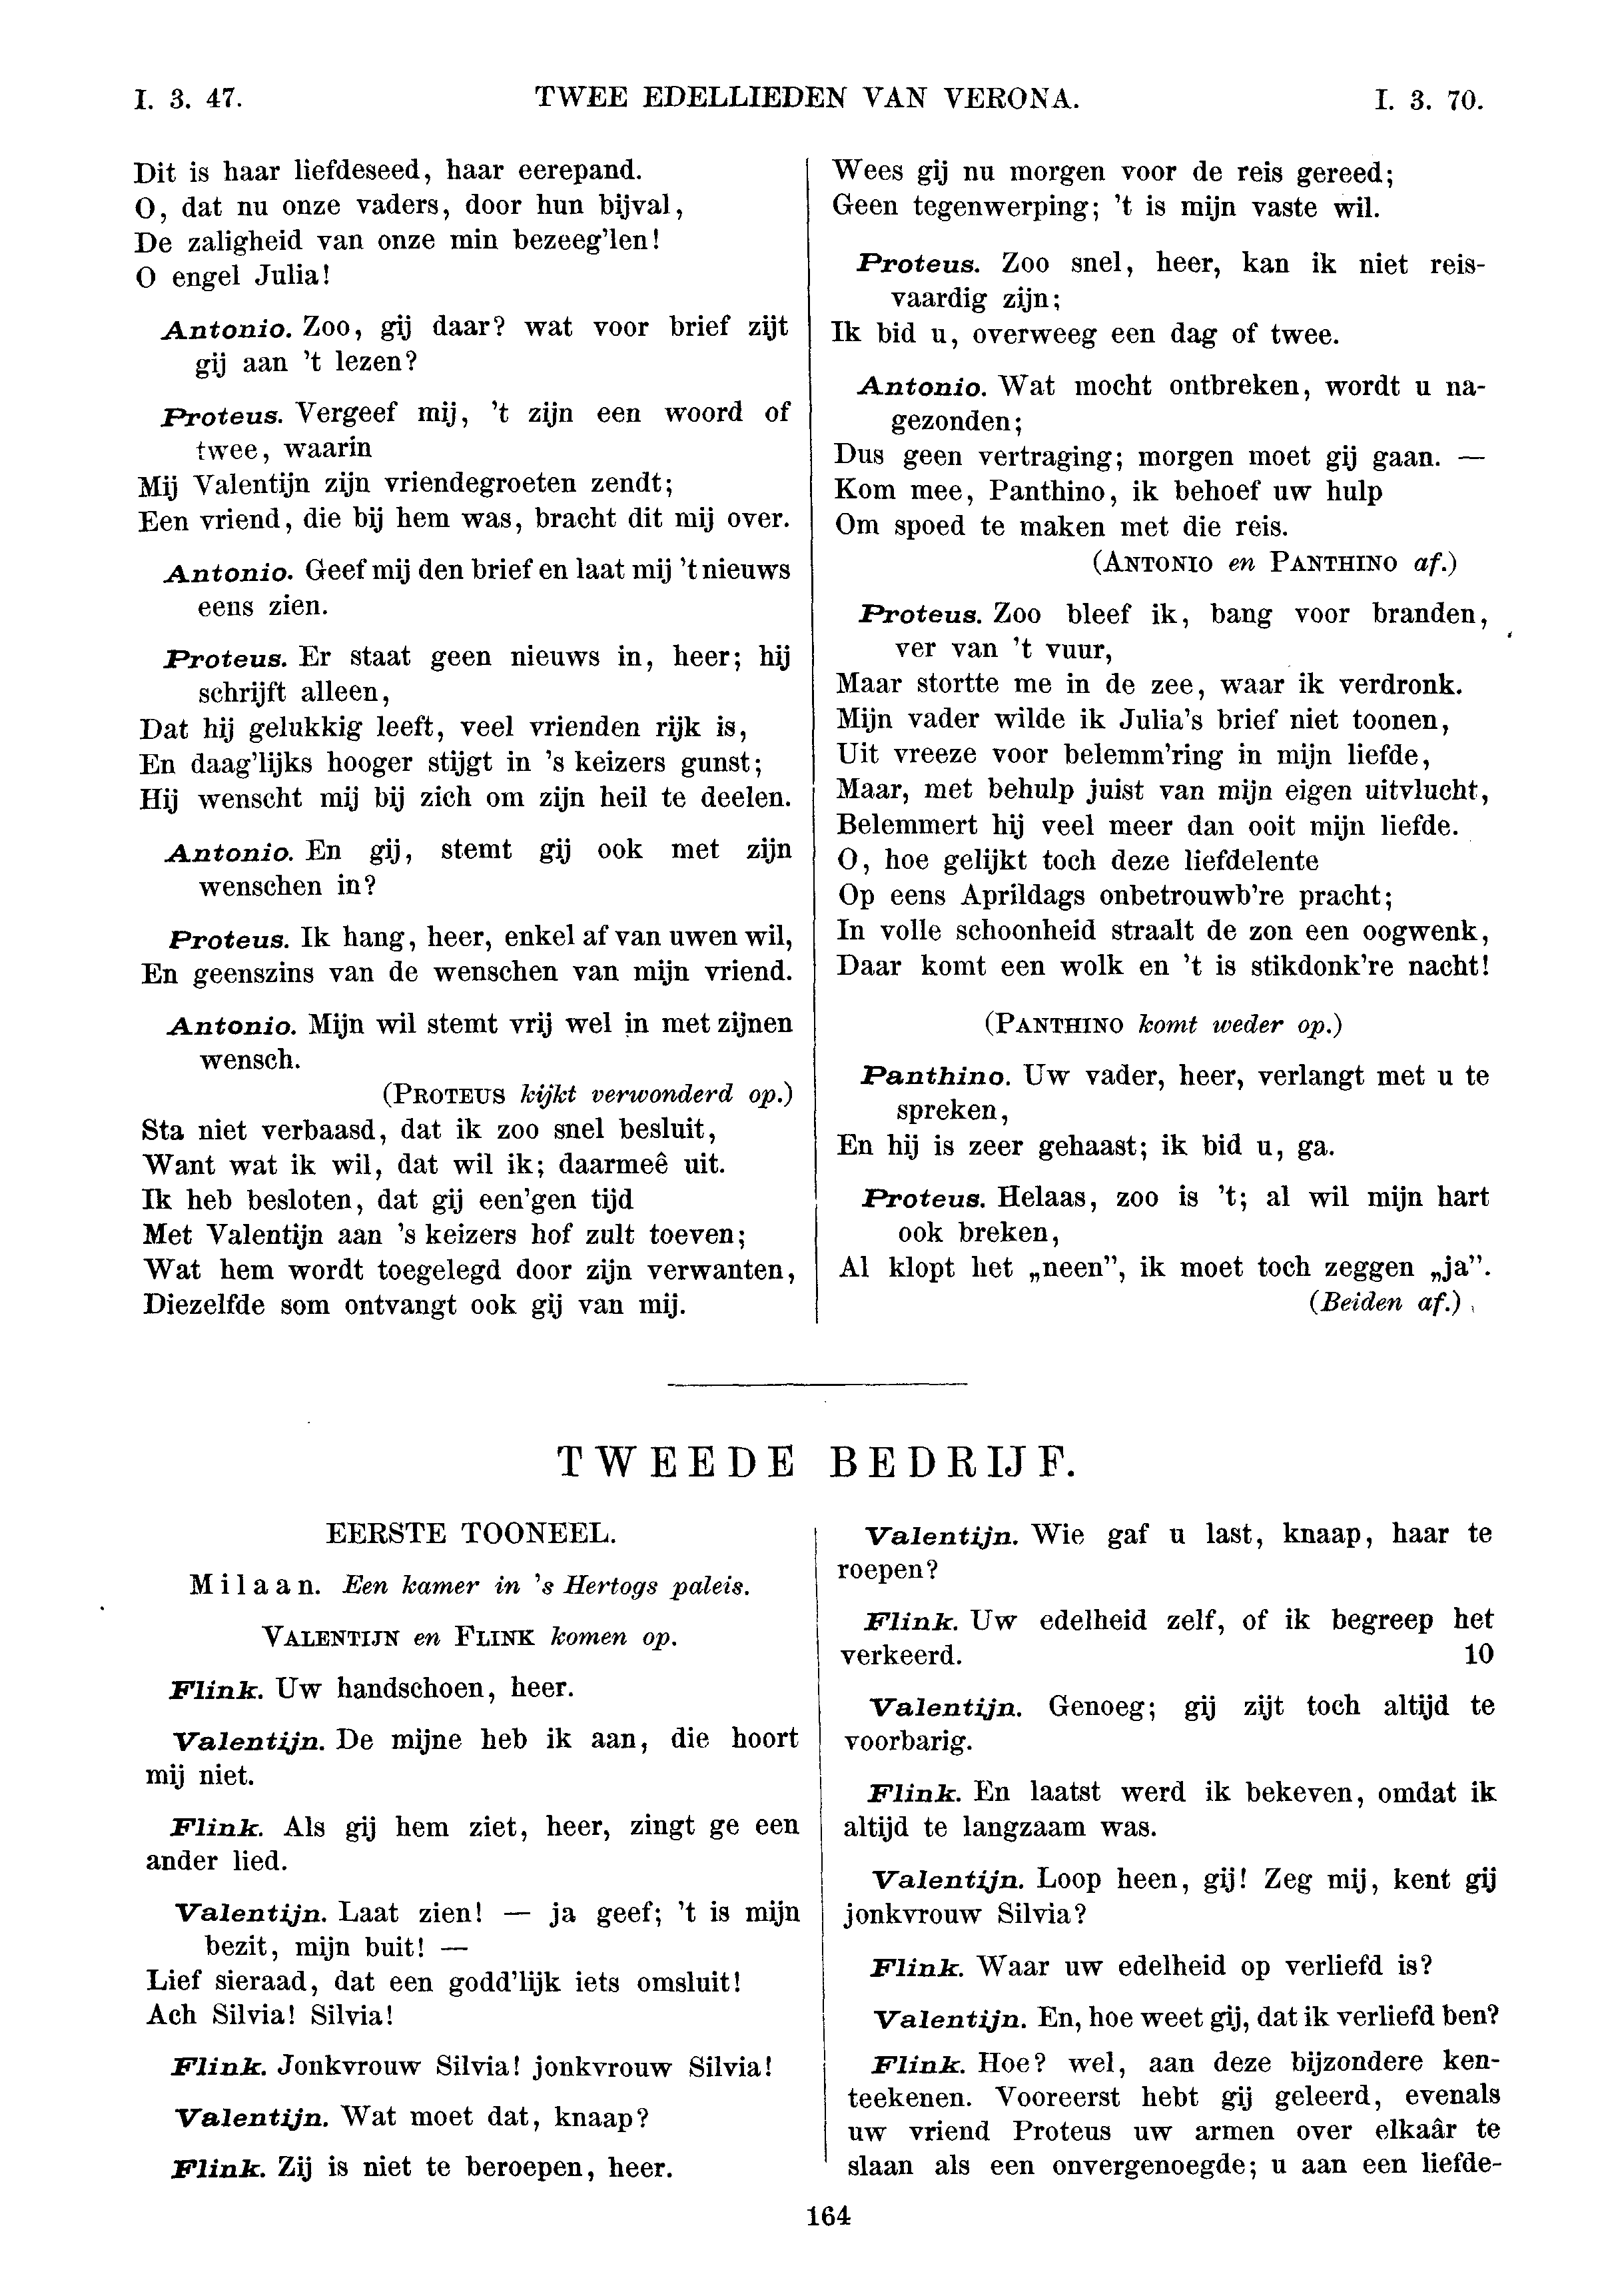 I. 3. 47. TWEE EDELLIEDEN VAN VERONA. I. 3. 70.
Dit is haar liefdeseed, haar eerepand.
O, dat nu onze vaders, door hun bijval,
De zaligheid van onze min bezeeg'len!
O engel Julia!
Antonio. Zoo, gij daar? wat voor brief zijt
gij aan 't lezen?
Proteus. Vergeef mij, 't zijn een woord of
twee, waarin
Mij Valentijn zijn vriendegroeten zendt;
Een vriend, die bij hem was, bracht dit mij over.
Antonio. Geef mij den brief en laat mij 't nieuws
eens zien.
Proteus. Er staat geen nieuws in, heer; hij
schrijft alleen,
Dat hij gelukkig leeft, veel vrienden rijk is,
En daag'lijks hooger stijgt in 's keizers gunst;
Hij wenscht mij bij zich om zijn heil te deelen.
Antonio. En gij, stemt gij ook met zijn
wenschen in?
Proteus. Ik hang, heer, enkel af van uwen wil,
En geenszins van de wenschen van mijn vriend.
Antonio. Mijn wil stemt vrij wel in met zijnen
wensch.
(PROTEUS kijkt verwonderd op.)
Sta niet verbaasd, dat ik zoo snel besluit,
Want wat ik wil, dat wil ik; daarmeê uit.
Ik heb besloten, dat gij een'gen tijd
Met Valentijn aan 's keizers hof zult toeven;
Wat hem wordt toegelegd door zijn verwanten,
Diezelfde som ontvangt ook gij van mij.
Wees gij nu morgen voor de reis gereed;
Geen tegenwerping; 't is mijn vaste wil.
Proteus. Zoo snel, heer, kan ik niet reis-
vaardig zijn;
Ik bid u, overweeg een dag of twee.
Antonio. Wat mocht ontbreken, wordt u na-
gezonden;
Dus geen vertraging; morgen moet gij gaan. —
Kom mee, Panthino, ik behoef uw hulp
Om spoed te maken met die reis.
(ANTONIO en PANTHINO af.)
Proteus. Zoo bleef ik, bang voor branden,
ver van 't vuur,
Maar stortte me in de zee, waar ik verdronk.
Mijn vader wilde ik Julia's brief niet toonen,
Uit vreeze voor belemm'ring in mijn liefde,
Maar, met behulp juist van mijn eigen uitvlucht,
Belemmert hij veel meer dan ooit mijn liefde.
O, hoe gelijkt toch deze liefdelente
Op eens Aprildags onbetrouwb're pracht;
In volle schoonheid straalt de zon een oogwenk,
Daar komt een wolk en 't is stikdonk're nacht!
(PANTHINO komt weder op.)
Panthino. Uw vader, heer, verlangt met u te
spreken,
En hij is zeer gehaast; ik bid u, ga.
Proteus. Helaas, zoo is 't; al wil mijn hart
ook breken,
Al klopt het „neen”, ik moet toch zeggen „ja”.
(Beiden af.)
TWEEDE BEDRIJF.
EERSTE TOONEEL.
Milaan. Een kamer in 's Hertogs paleis.
VALENTIJN en FLINK komen op.
Flink. Uw handschoen, heer.
Valentijn. De mijne heb ik aan, die hoort
mij niet.
Flink. Als gij hem ziet, heer, zingt ge een
ander lied.
Valentijn. Laat zien! — ja geef; 't is mijn
bezit, mijn buit! —
Lief sieraad, dat een godd'lijk iets omsluit!
Ach Silvia! Silvia!
Flink. Jonkvrouw Silvia! jonkvrouw Silvia!
Valentijn. Wat moet dat, knaap?
Flink. Zij is niet te beroepen, heer.
Valentijn. Wie gaf u last, knaap, haar te
roepen?
Flink. Uw edelheid zelf, of ik begreep het
verkeerd. 10
Valentijn. Genoeg; gij zijt toch altijd te
voorbarig.
Flink. En laatst werd ik bekeven, omdat ik
altijd te langzaam was.
Valentijn. Loop heen, gij! Zeg mij, kent gij
jonkvrouw Silvia?
Flink. Waar uw edelheid op verliefd is?
Valentijn. En, hoe weet gij, dat ik verliefd ben?
Flink. Hoe? wel, aan deze bijzondere ken-
teekenen. Vooreerst hebt gij geleerd, evenals
uw vriend Proteus uw armen over elkaâr te
slaan als een onvergenoegde; u aan een liefde-
164